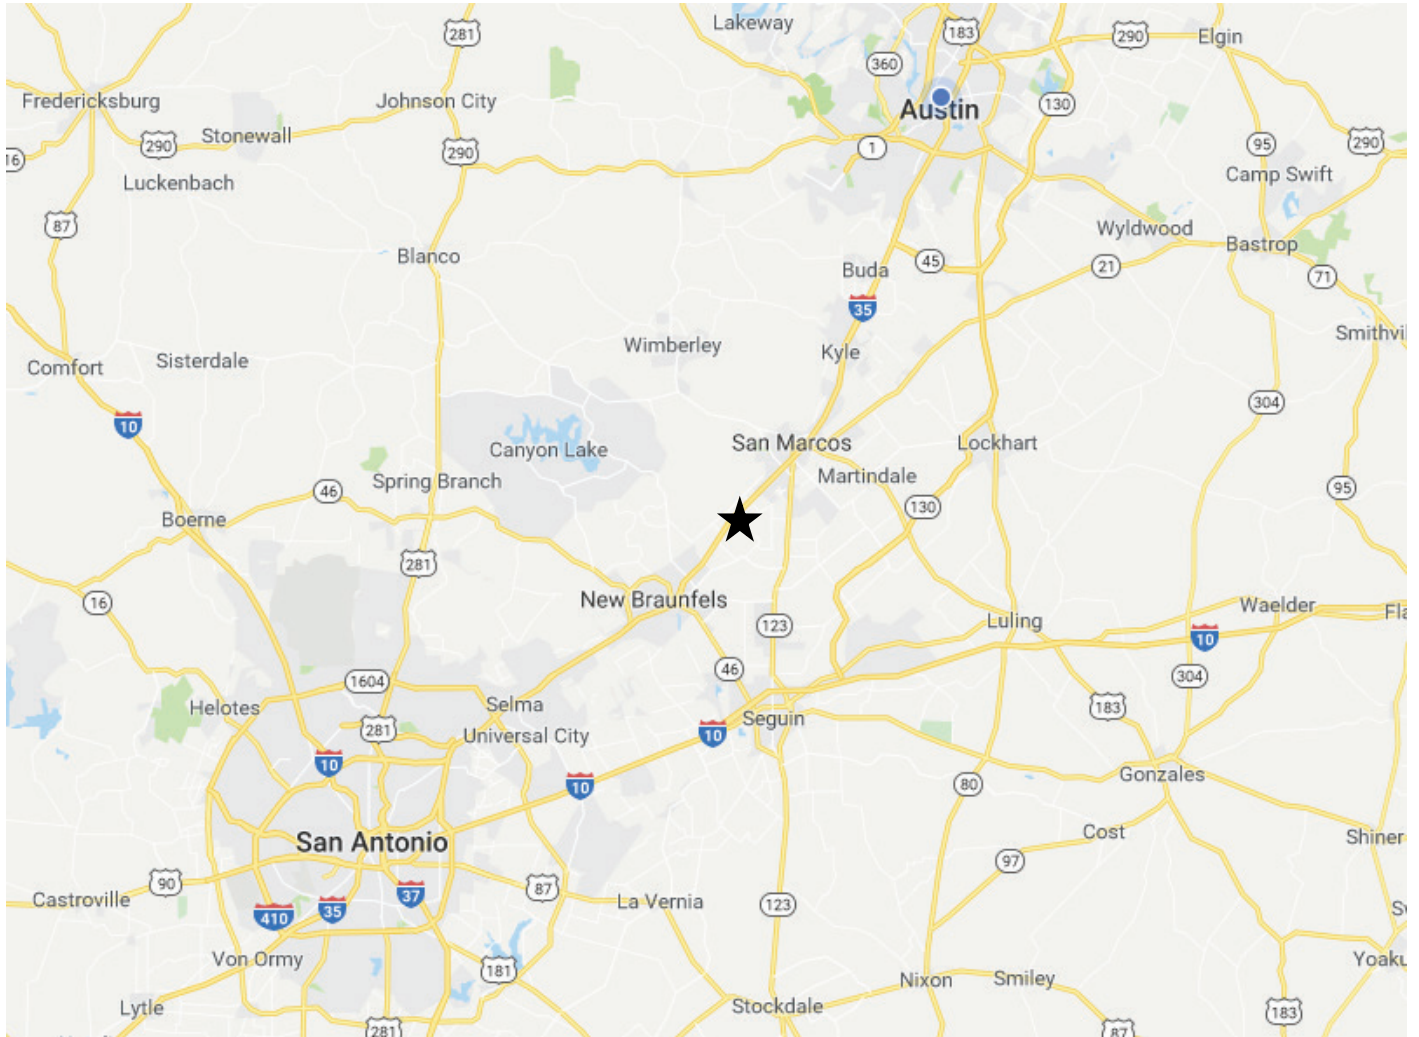 Lakeway
183
290
Elgin
281
360
Fredericksburg
Johnson City
Austin
130
Stonewall
290
290
1
95
290
16
Luckenbach
Camp Swift
87
Wyldwood
Bastrop
Blanco
Buda
45
21
71
35
Smithvil
Wimberley
Kyle
Comfort
Sisterdale
304
10
San Marcos
Lockhart
Canyon Lake
Martindale
Spring Branch
46
95
130
Boerne
281
New Braunfels
16
Waelder
Fla
Luling
123
10
46
304
1604
Helotes
Selma
183
281
Seguin
Universal City
10
10
Gonzales
10
80
San Antonio
Cost
Shiner
97
90
87
37
Castroville
La Vernia
123
410
35
Von Ormy
181
Yoaku
Nixon
Smiley
Lytle
Stockdale
183
281
87